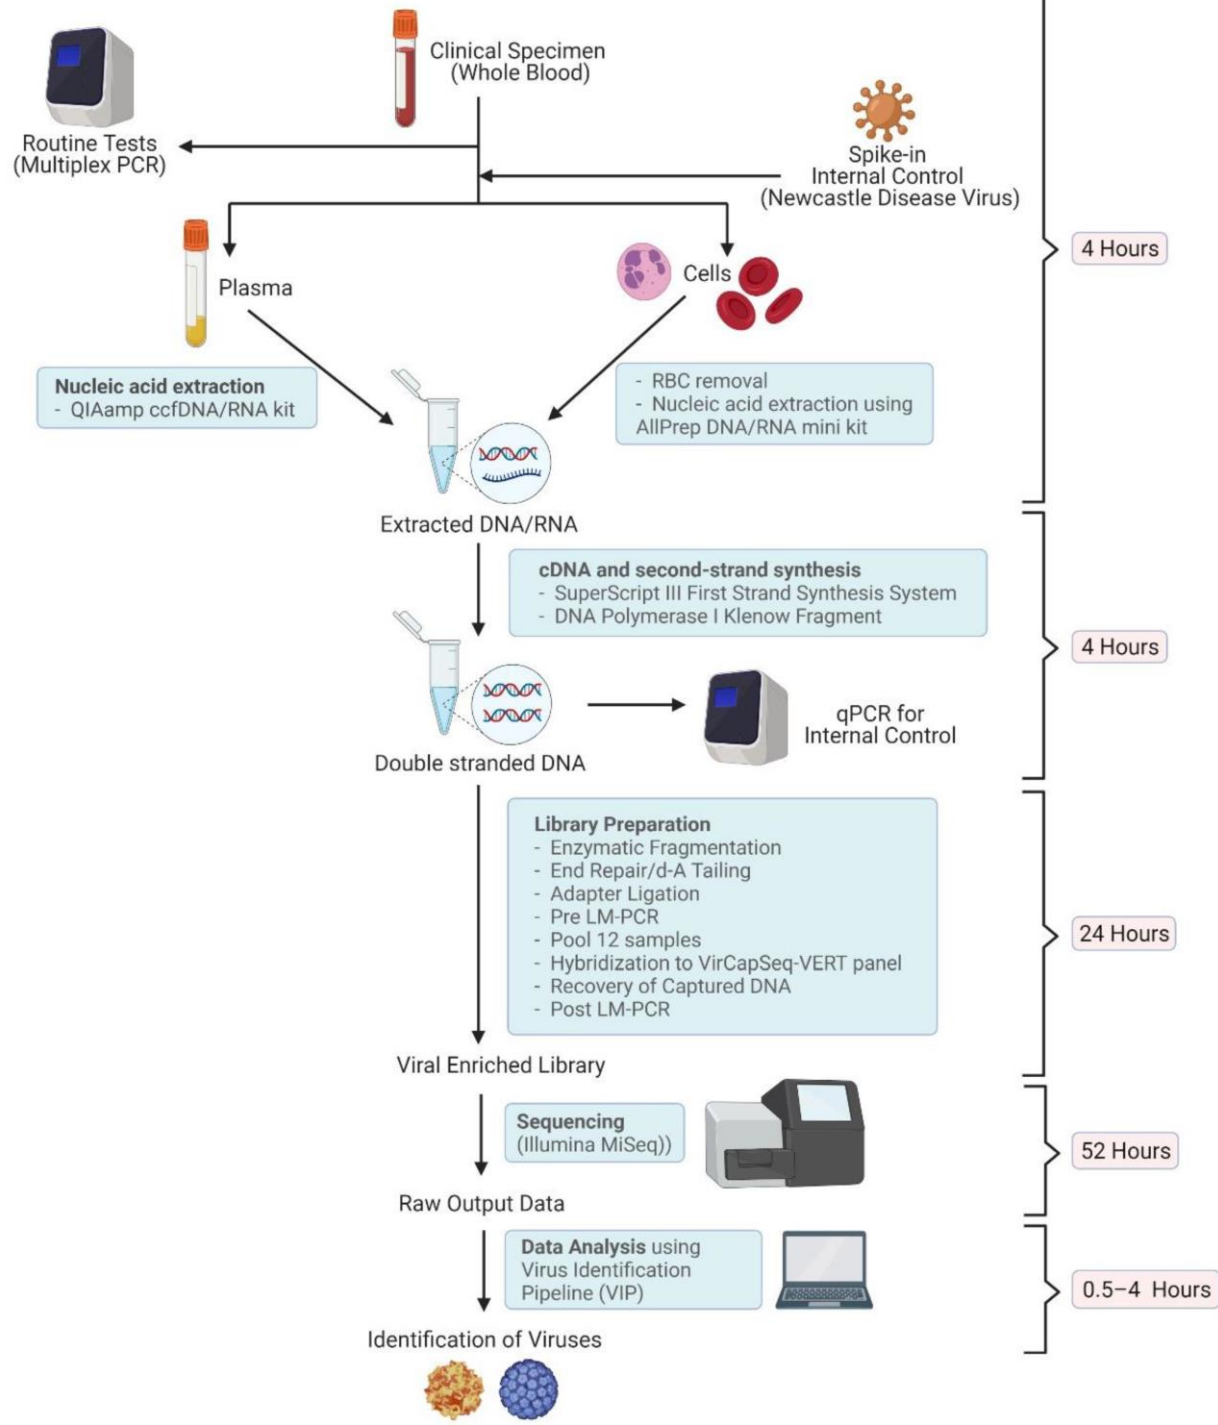 Clinical Specimen
(Whole Blood)
Routine Tests
(Multiplex PCR)
Spike-in
Internal Control
(Newcastle Disease Virus)
4 Hours
Plasma
Cells
Nucleic acid extraction
- QIAamp ccfDNA/RNA kit
- RBC removal
- Nucleic acid extraction using
AllPrep DNA/RNA mini kit
Extracted DNA/RNA
cDNA and second-strand synthesis
- SuperScript III First Strand Synthesis System
- DNA Polymerase I Klenow Fragment
4 Hours
qPCR for
Internal Control
Double stranded DNA
Library Preparation
- Enzymatic Fragmentation
- End Repair/d-A Tailing
- Adapter Ligation
- Pre LM-PCR
- Pool 12 samples
- Hybridization to VirCapSeq-VERT panel
- Recovery of Captured DNA
- Post LM-PCR
24 Hours
Viral Enriched Library
Sequencing
(Illumina MiSeq))
52 Hours
Raw Output Data
Data Analysis using
Virus Identification
Pipeline (VIP)
0.5–4 Hours
Identification of Viruses